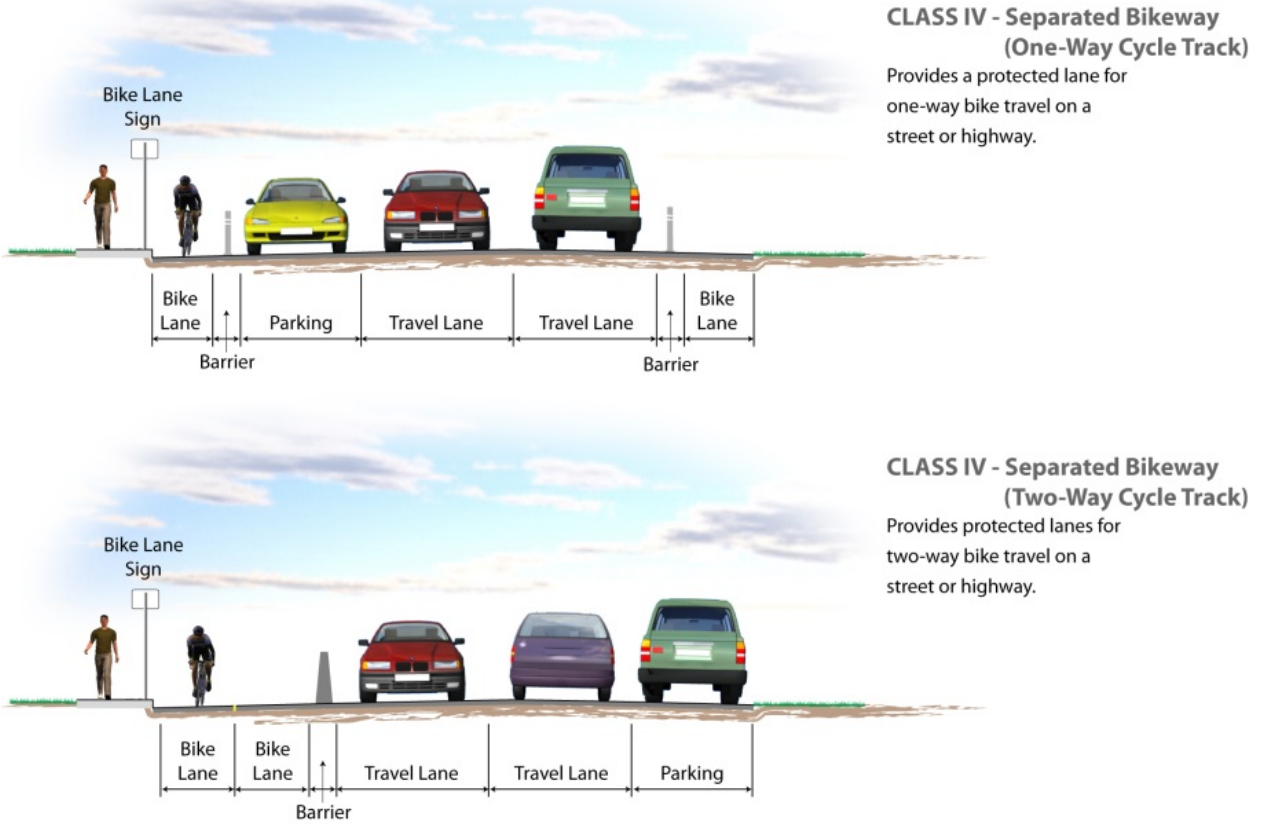 CLASS IV - Separated Bikeway
(One-Way Cycle Track)
Provides a protected lane for
one-way bike travel on a
street or highway.
Bike Lane
Sign
Bike
Lane
Barrier
Parking
Travel Lane
Travel Lane
Barrier
Bike
Lane
CLASS IV - Separated Bikeway
(Two-Way Cycle Track)
Provides protected lanes for
two-way bike travel on a
street or highway.
Bike Lane
Sign
Bike
Lane
Bike
Lane
Barrier
Travel Lane
Travel Lane
Parking